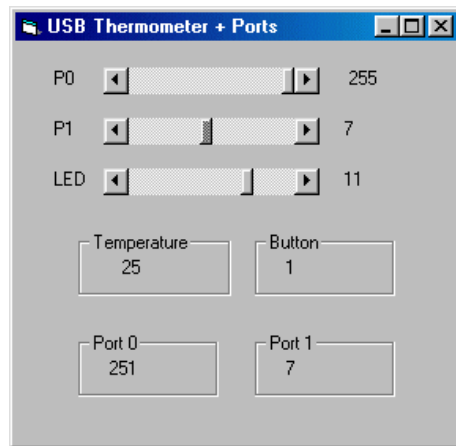 USB Thermometer + Ports
P0 255
P1 7
LED 11
Temperature Button
25 1
Port 0 Port 1
251 7